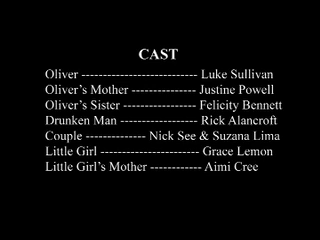 CAST
Oliver --------------------------- Luke Sullivan
Oliver's Mother --------------- Justine Powell
Oliver's Sister ---------------- Felicity Bennett
Drunken Man ------------------ Rick Alancroft
Couple -------------- Nick See & Suzana Lima
Little Girl ----------------------- Grace Lemon
Little Girl's Mother ------------ Aimi Cree